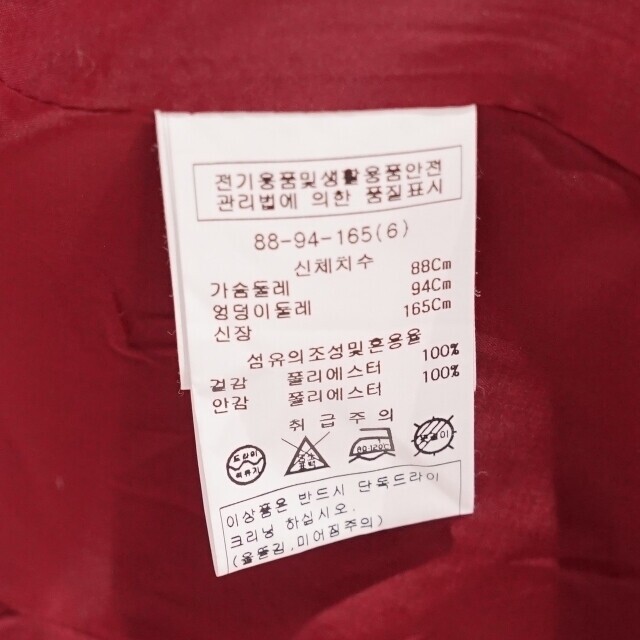 전기용품및생활용품안전
관리법에 의한 품질표시
88-94-165(6)
신체치수
가슴둘레 88Cm
엉덩이둘레 94Cm
신장 165Cm
섬유의조성및혼용율
겉감 폴리에스터 100%
안감 폴리에스터 100%
취급주의
드라이
80-120℃
이상품은 반드시 단독드라이
크리닝 하십시오.
(올뜯김,미어짐주의)